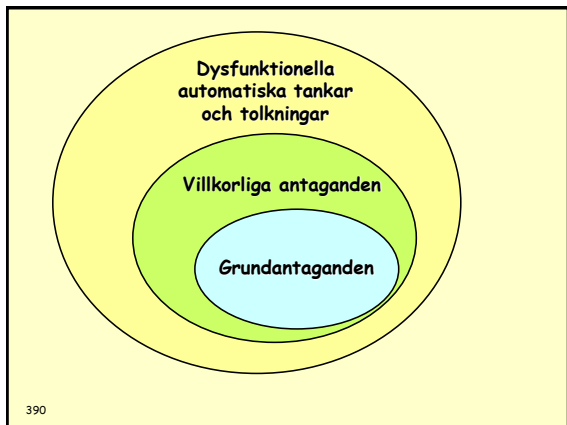 Dysfunktionella
automatiska tankar
och tolkningar
Villkorliga antaganden
Grundantaganden
390